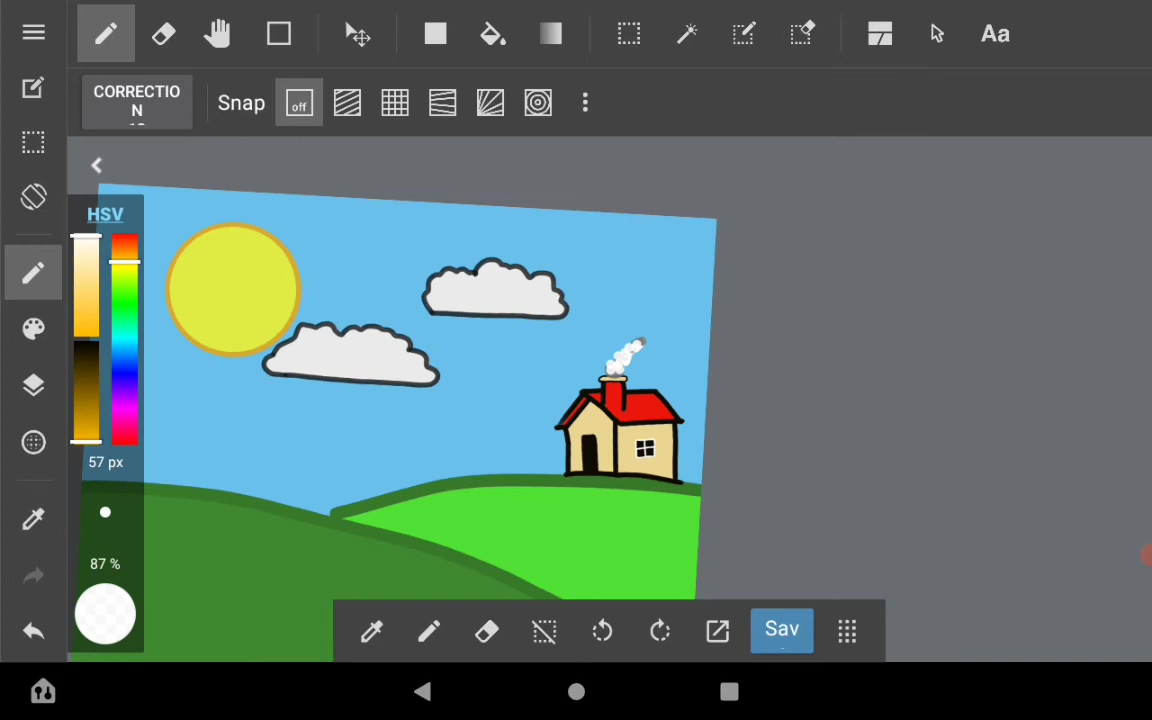 Aa
CORRECTIO
N
Snap
off
HSV
57 px
87 %
Sav